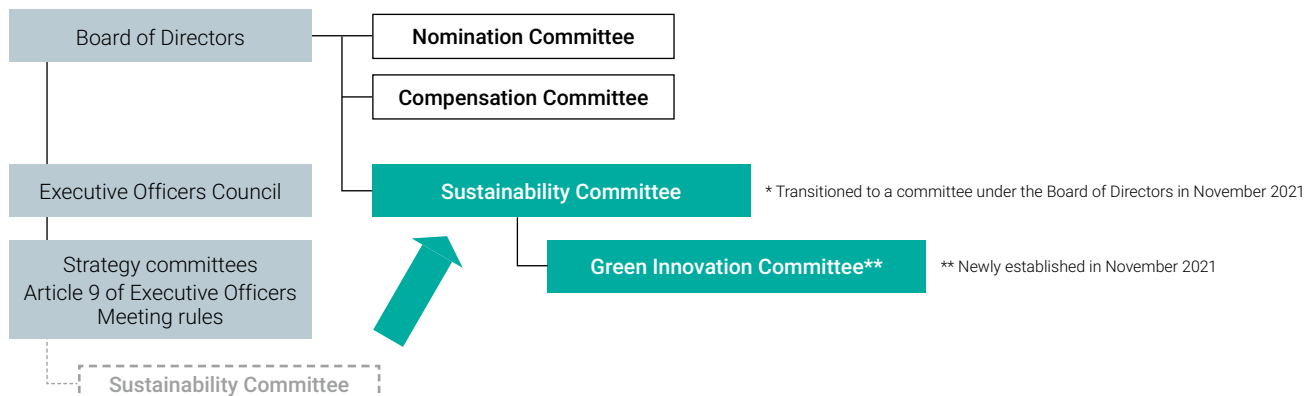 Board of Directors
Nomination Committee
Compensation Committee
Executive Officers Council
Sustainability Committee
* Transitioned to a committee under the Board of Directors in November 2021
Strategy committees
Article 9 of Executive Officers
Meeting rules
Green Innovation Committee**
** Newly established in November 2021
Sustainability Committee